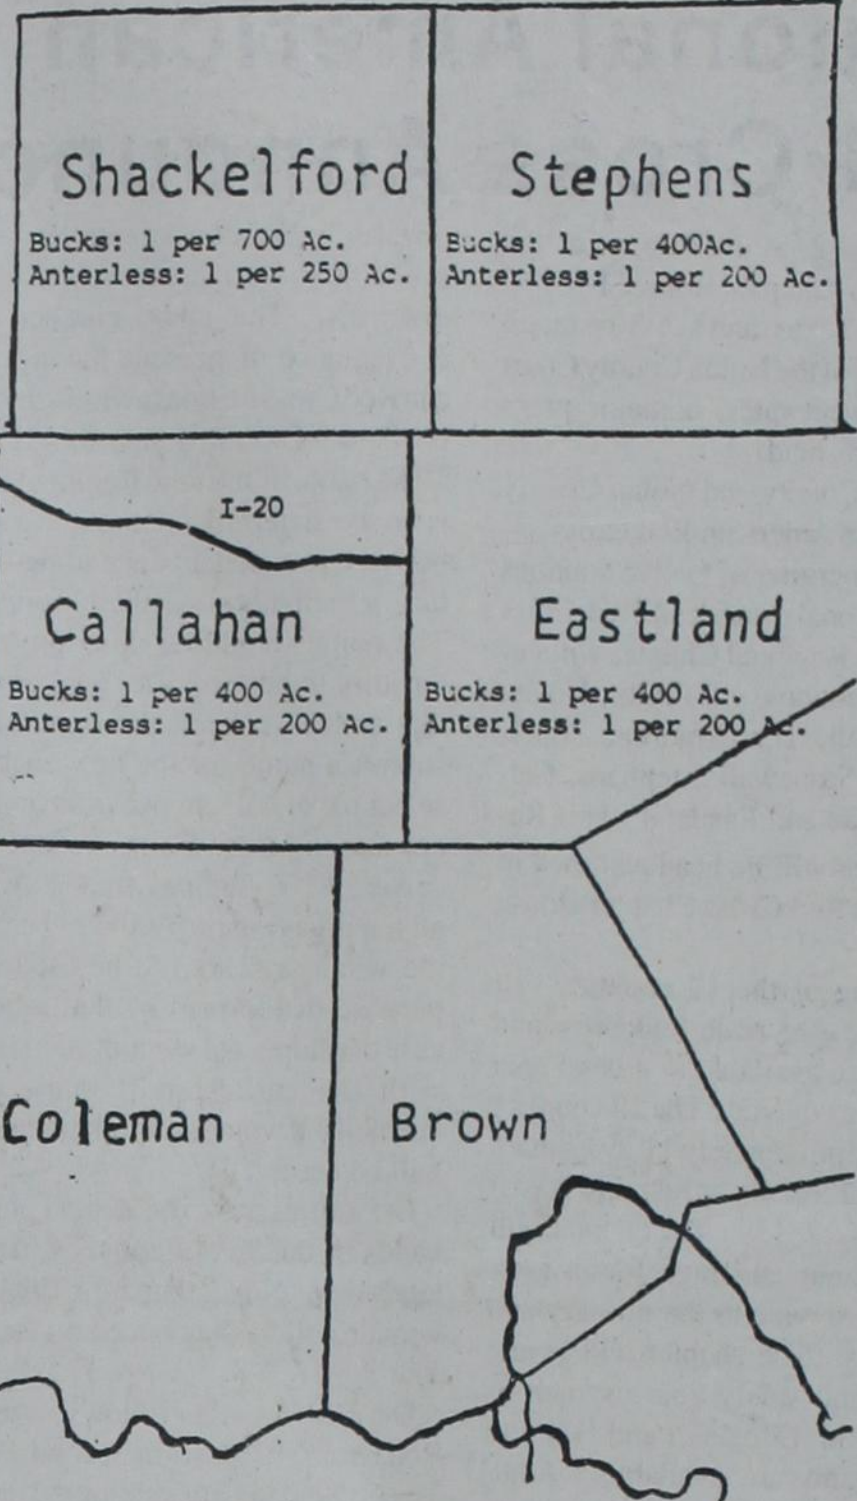 Shackelford
Bucks: 1 per 700 Ac.
Anterless: 1 per 250 Ac.
Stephens
Bucks: 1 per 400Ac.
Anterless: 1 per 200 Ac.
I-20
Callahan
Bucks: 1 per 400 Ac.
Anterless: 1 per 200 Ac.
Eastland
Bucks: 1 per 400 Ac.
Anterless: 1 per 200 Ac.
Coleman
Brown